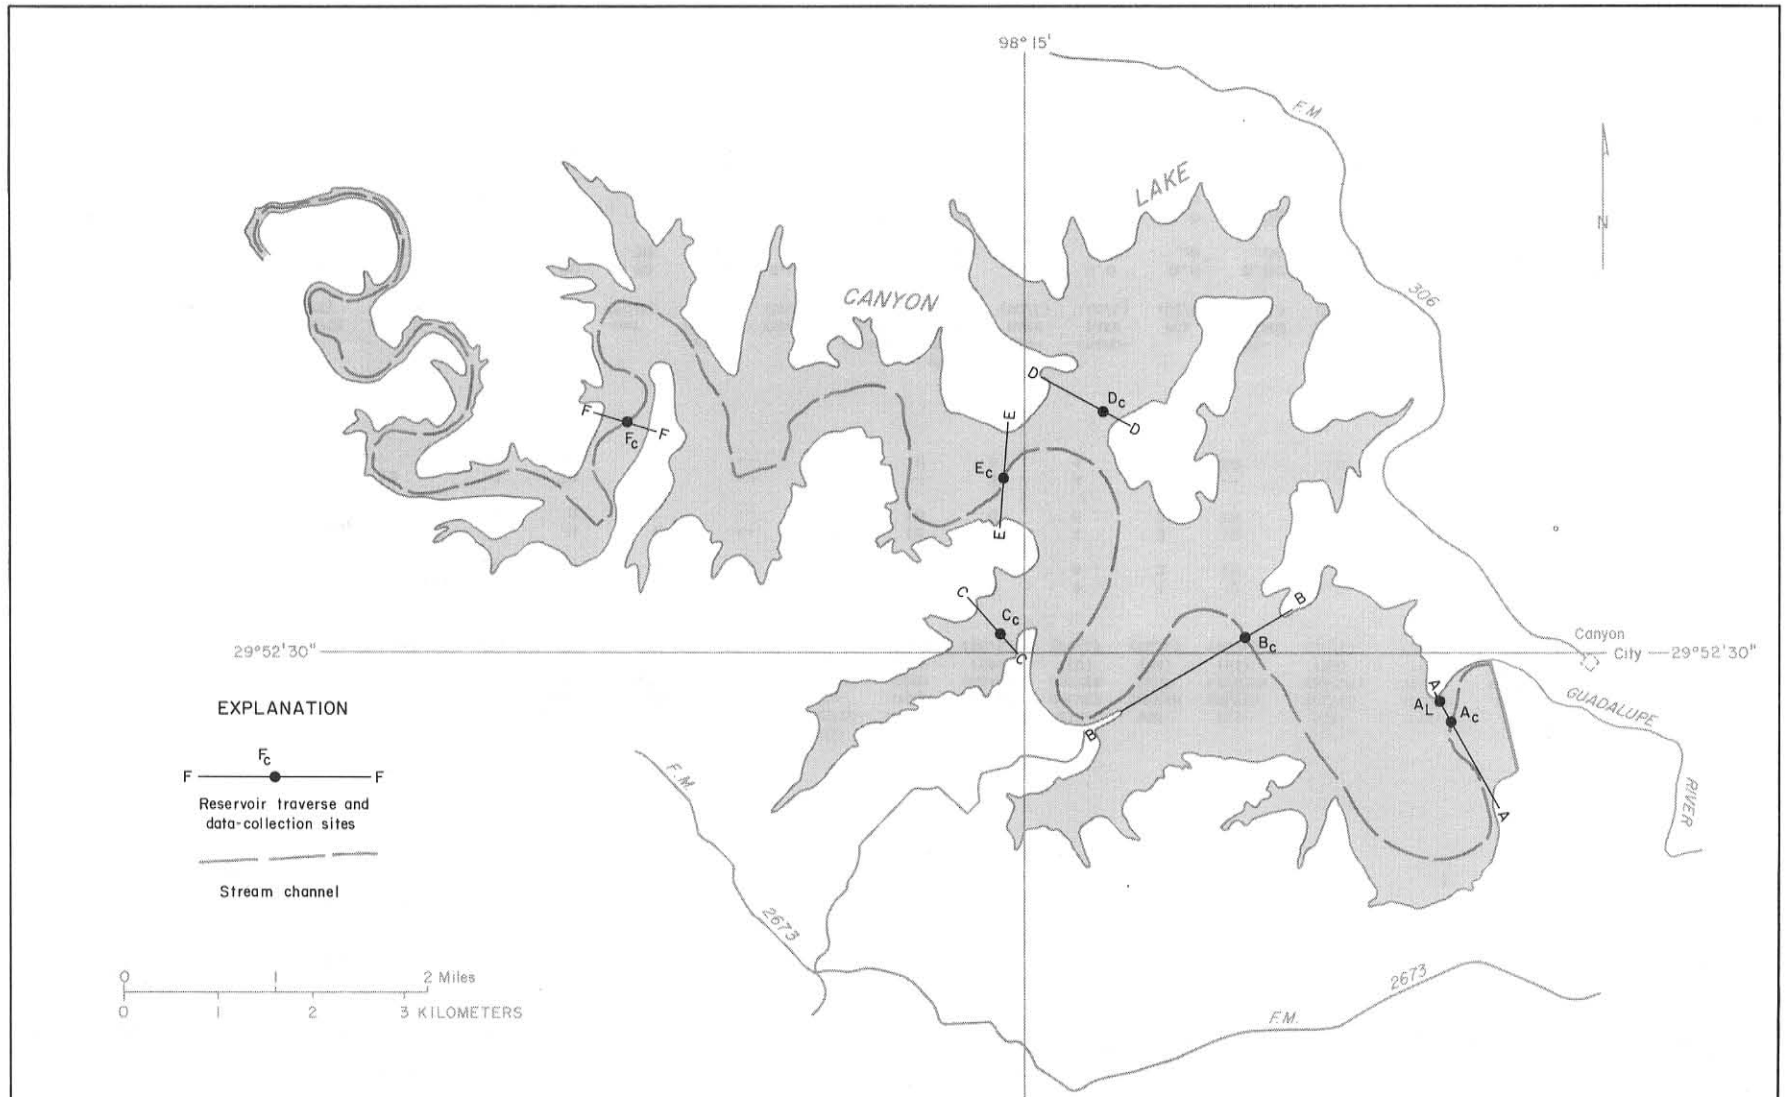 98° 15'
F.M.
LAKE
N
306
CANYON
D
Dc
D
F
Fc
F
E
Ec
E
C
Cc
C
B
Bc
B
29°52'30"
Canyon
City
29°52'30"
A
AL
Ac
A
GUADALUPE
RIVER
EXPLANATION
Fc
F F
Reservoir traverse and
data-collection sites
Stream channel
F.M.
2673
0 1 2 Miles
0 1 2 3 KILOMETERS
2673
F.M.